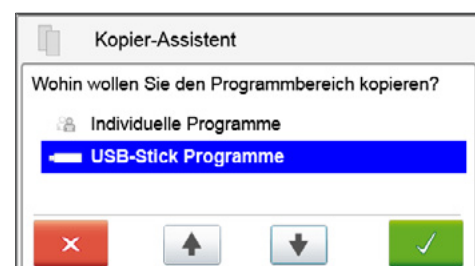 Kopier-Assistent
Wohin wollen Sie den Programmbereich kopieren?
Individuelle Programme
USB-Stick Programme